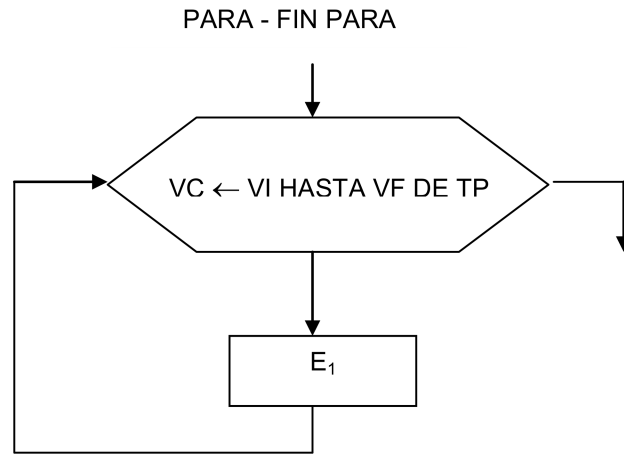 PARA - FIN PARA
VC ← VI HASTA VF DE TP
E₁